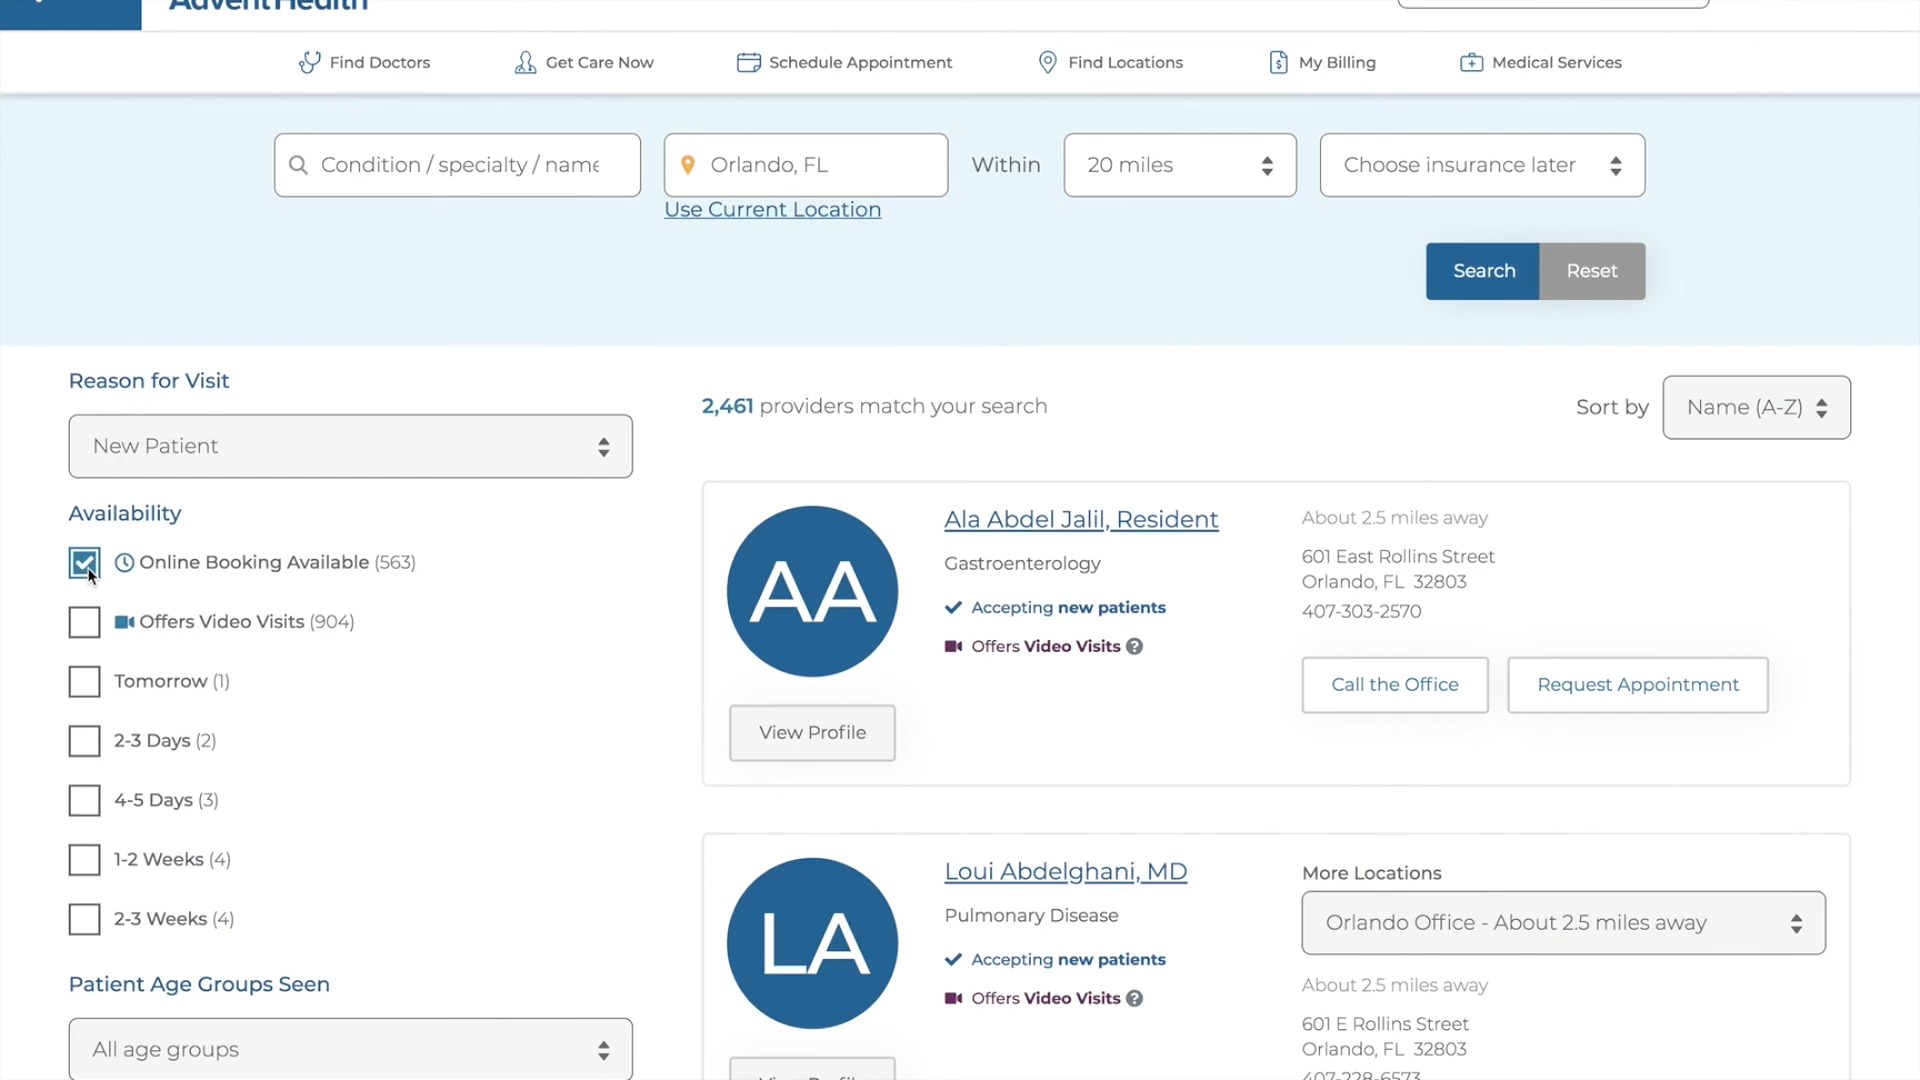 AdventHealth
Find Doctors
Get Care Now
Schedule Appointment
Find Locations
My Billing
Medical Services
Condition / specialty / name
Orlando, FL
Within
20 miles
Choose insurance later
Use Current Location
Search
Reset
Reason for Visit
New Patient
Availability
Online Booking Available (563)
Offers Video Visits (904)
Tomorrow (1)
2-3 Days (2)
4-5 Days (3)
1-2 Weeks (4)
2-3 Weeks (4)
Patient Age Groups Seen
All age groups
2,461 providers match your search
Sort by
Name (A-Z)
AA
View Profile
Ala Abdel Jalil, Resident
Gastroenterology
Accepting new patients
Offers Video Visits ?
About 2.5 miles away
601 East Rollins Street
Orlando, FL 32803
407-303-2570
Call the Office
Request Appointment
LA
View Profile
Loui Abdelghani, MD
Pulmonary Disease
Accepting new patients
Offers Video Visits ?
More Locations
Orlando Office - About 2.5 miles away
About 2.5 miles away
601 E Rollins Street
Orlando, FL 32803
407-228-6573